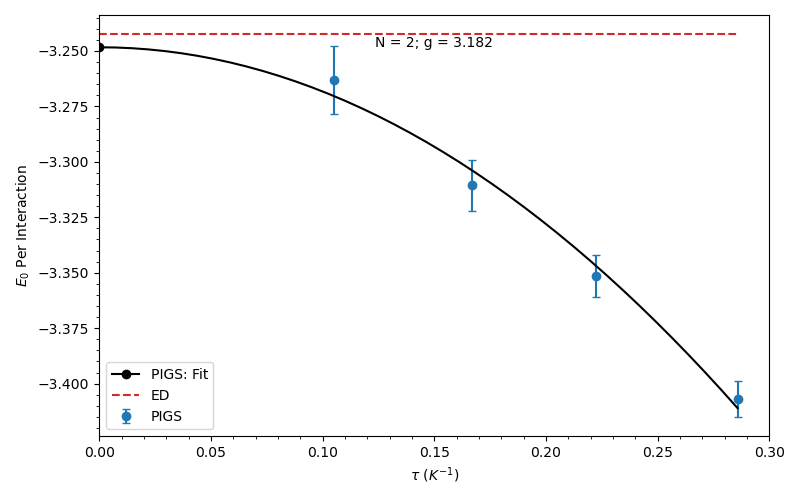 N = 2; g = 3.182
−3.250
−3.275
−3.300
−3.325
−3.350
−3.375
−3.400
E₀ Per Interaction
PIGS: Fit
ED
PIGS
0.00 0.05 0.10 0.15 0.20 0.25 0.30
τ (K⁻¹)